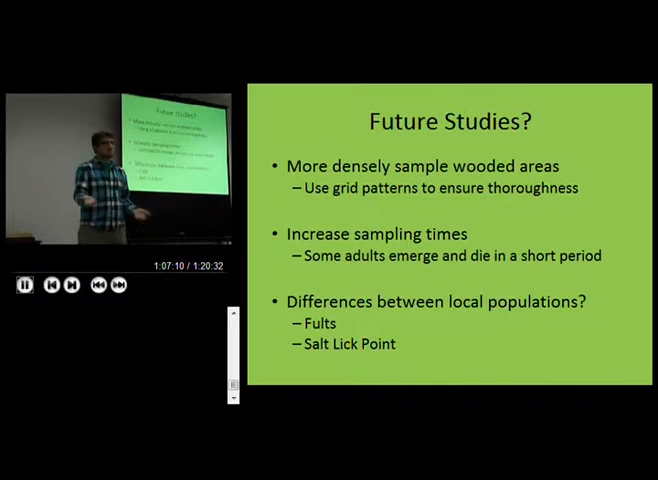 Future Studies?
• More densely sample wooded areas
– Use grid patterns to ensure thoroughness
• Increase sampling times
– Some adults emerge and die in a short period
• Differences between local populations?
– Fults
– Salt Lick Point
Future Studies?
1:07:10 / 1:20:32